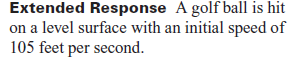 Extended Response A golf ball is hit
on a level surface with an initial speed of
105 feet per second.